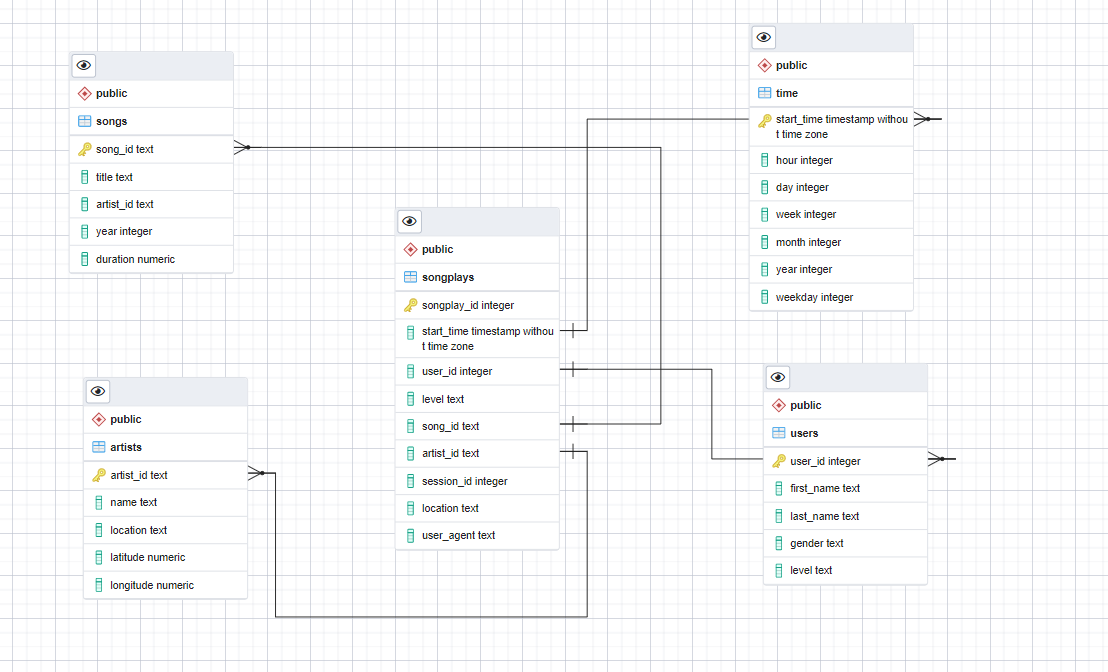 public
songs
song_id text
title text
artist_id text
year integer
duration numeric
public
artists
artist_id text
name text
location text
latitude numeric
longitude numeric
public
songplays
songplay_id integer
start_time timestamp withou
t time zone
user_id integer
level text
song_id text
artist_id text
session_id integer
location text
user_agent text
public
time
start_time timestamp withou
t time zone
hour integer
day integer
week integer
month integer
year integer
weekday integer
public
users
user_id integer
first_name text
last_name text
gender text
level text